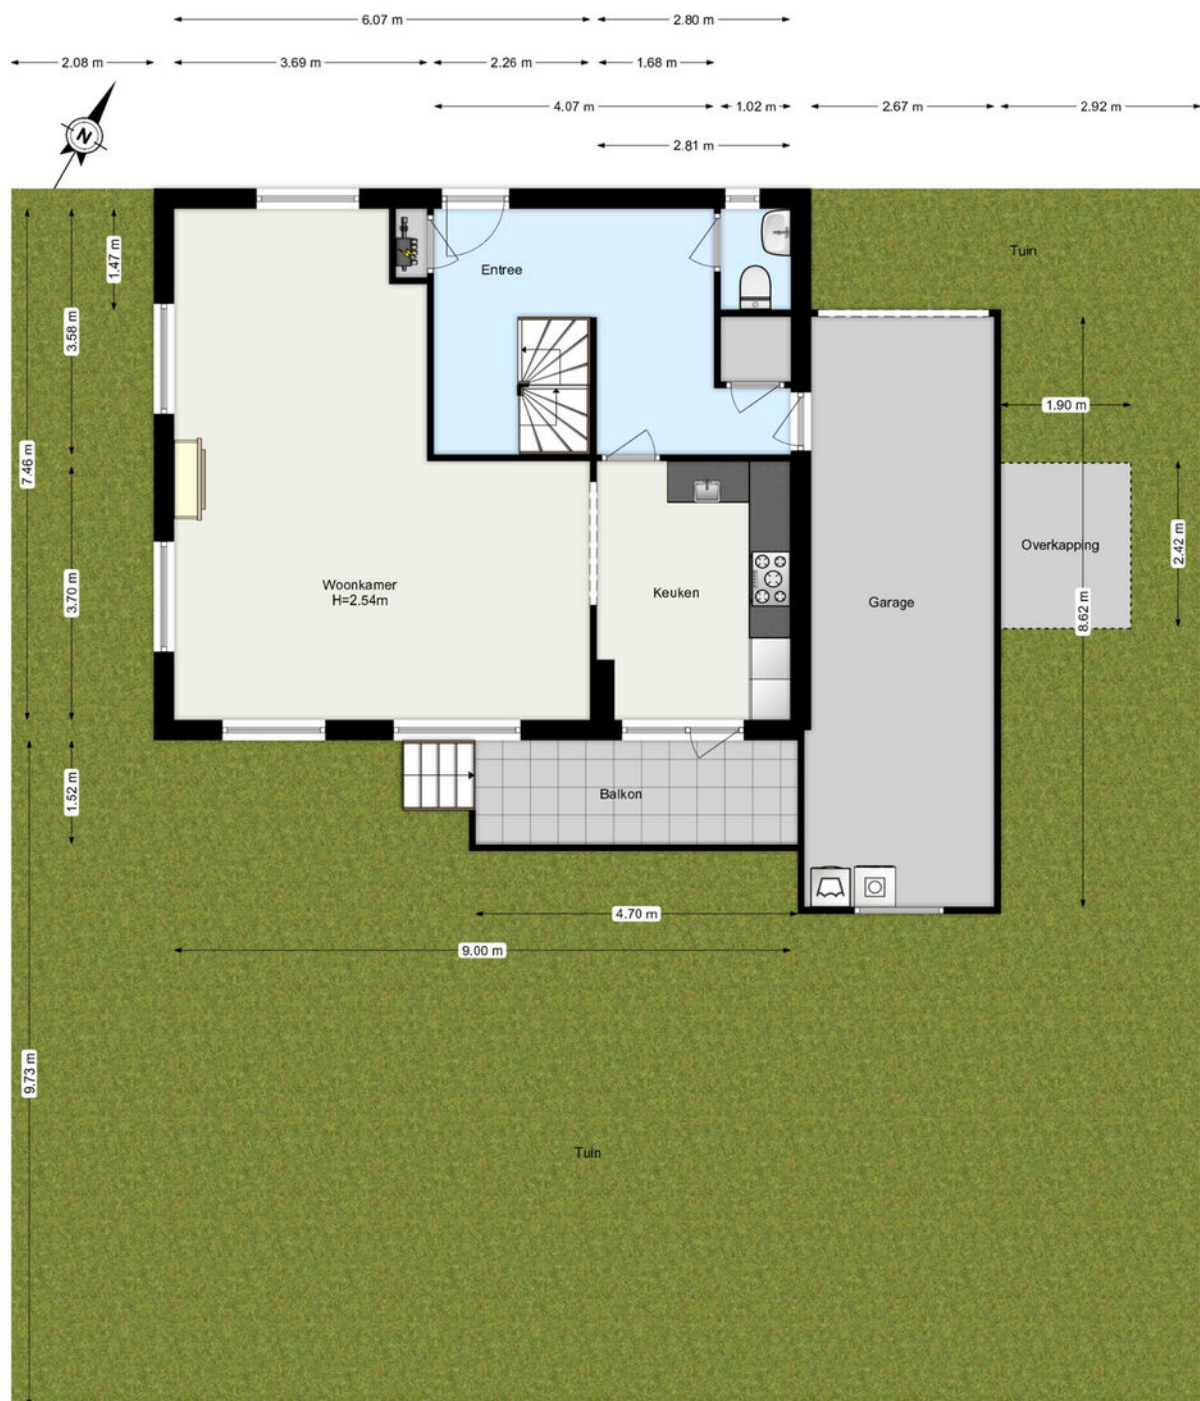 6.07 m
2.80 m
2.08 m
3.69 m
2.26 m
1.68 m
4.07 m
1.02 m
2.67 m
2.92 m
2.81 m
N
1.47 m
3.58 m
7.46 m
3.70 m
1.52 m
9.73 m
Entree
Tuin
1.90 m
Overkapping
2.42 m
8.62 m
Woonkamer
H=2.54m
Keuken
Garage
Balkon
4.70 m
9.00 m
Tuin